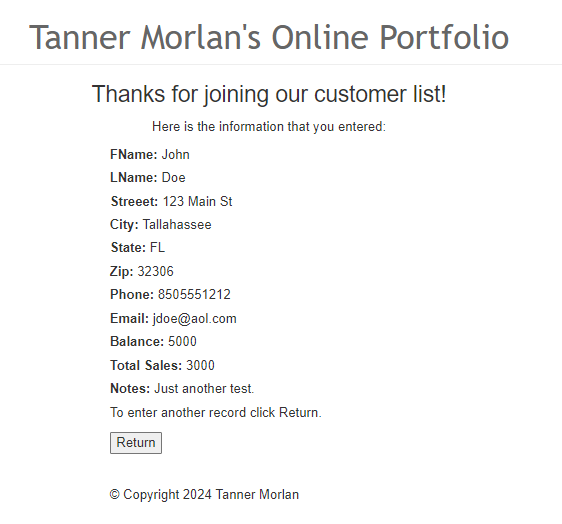 Tanner Morlan's Online Portfolio
Thanks for joining our customer list!
Here is the information that you entered:
FName: John
LName: Doe
Streeet: 123 Main St
City: Tallahassee
State: FL
Zip: 32306
Phone: 8505551212
Email: jdoe@aol.com
Balance: 5000
Total Sales: 3000
Notes: Just another test.
To enter another record click Return.
Return
© Copyright 2024 Tanner Morlan